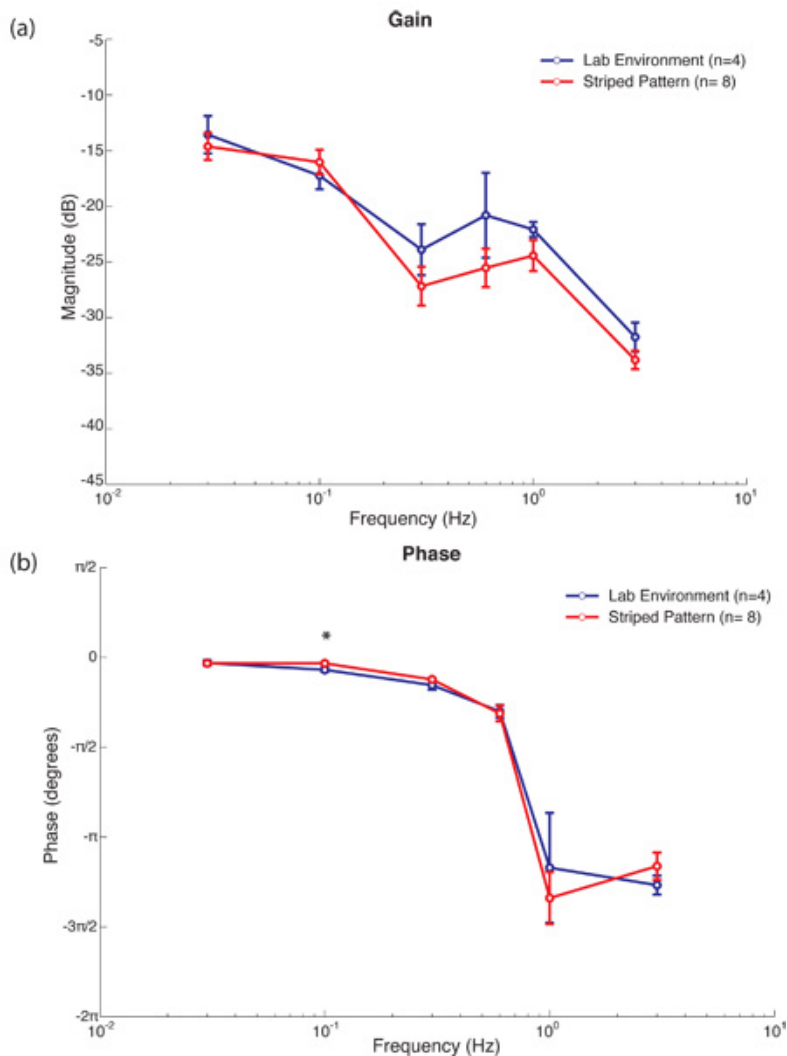 (a)
Gain
Lab Environment (n=4)
Striped Pattern (n= 8)
Magnitude (dB)
-5
-10
-15
-20
-25
-30
-35
-40
-45
10⁻² 10⁻¹ 10⁰ 10¹
Frequency (Hz)
(b)
Phase
Lab Environment (n=4)
Striped Pattern (n= 8)
*
Phase (degrees)
π/2
0
-π/2
-π
-3π/2
-2π
10⁻² 10⁻¹ 10⁰ 10¹
Frequency (Hz)